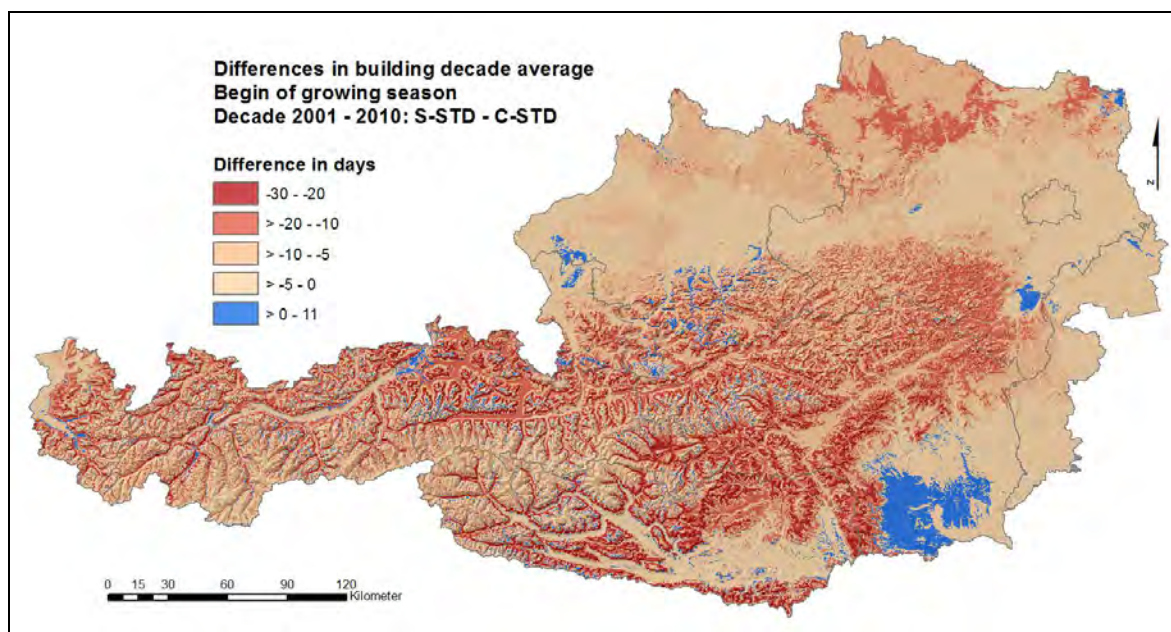 Differences in building decade average
Begin of growing season
Decade 2001 - 2010: S-STD - C-STD
Difference in days
-30 - -20
> -20 - -10
> -10 - -5
> -5 - 0
> 0 - 11
N
0 15 30 60 90 120
Kilometer